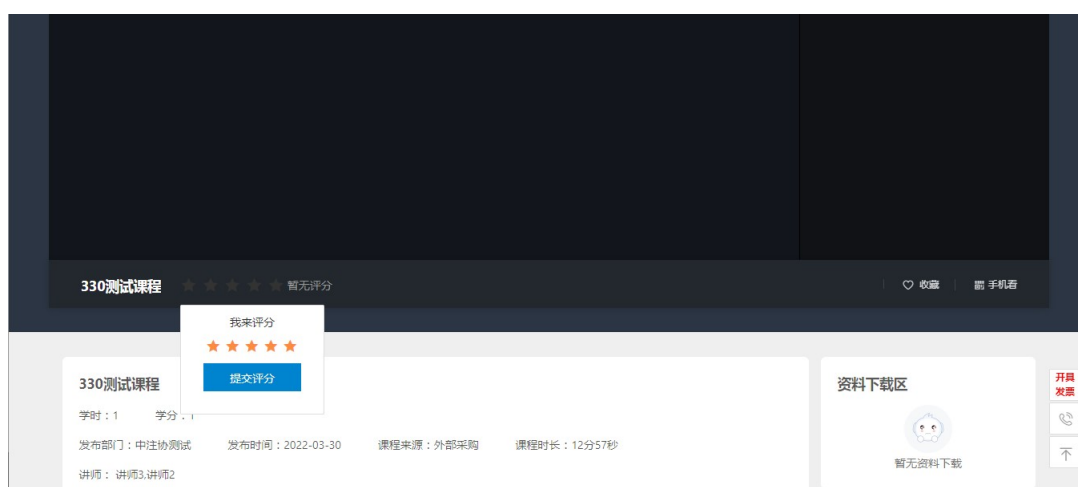 330测试课程 暂无评分 收藏 手机看
我来评分
提交评分
330测试课程
学时：1 学分：1
发布部门：中注协测试 发布时间：2022-03-30 课程来源：外部采购 课程时长：12分57秒
讲师： 讲师3,讲师2
资料下载区
暂无资料下载
开具
发票